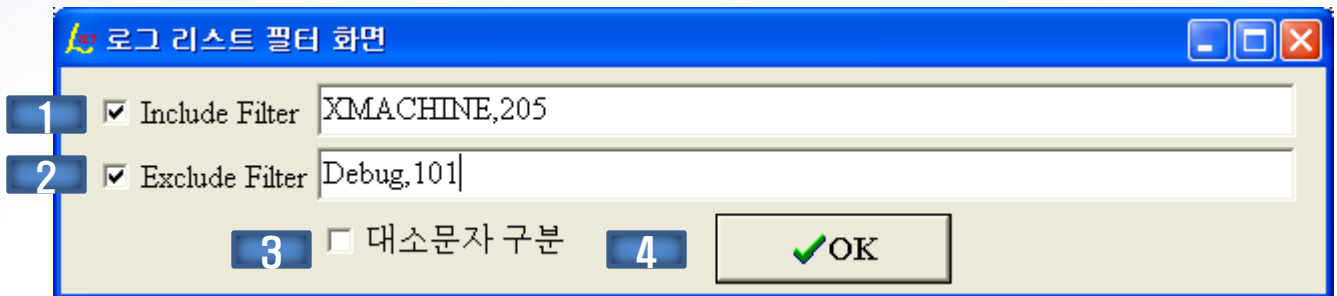 로그 리스트 필터 화면
1 Include Filter XMACHINE,205
2 Exclude Filter Debug,101
3 대소문자 구분 4 OK